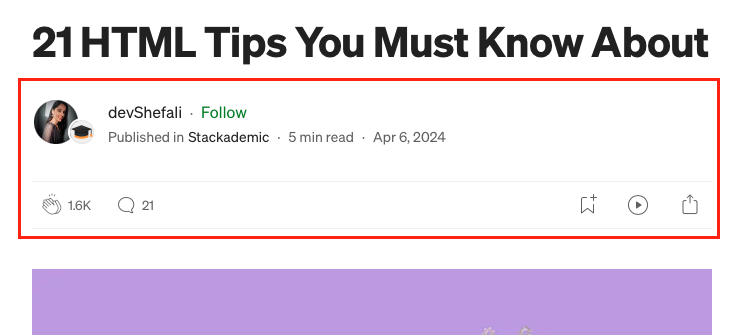 21 HTML Tips You Must Know About
devShefali · Follow
Published in Stackademic · 5 min read · Apr 6, 2024
1.6K 21